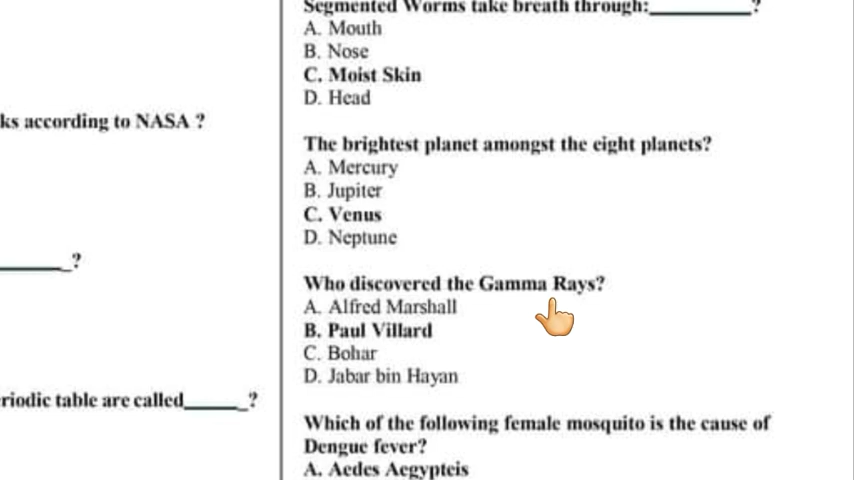 ks according to NASA ?
_?
riodic table are called_____?
Segmented Worms take breath through:__________?
A. Mouth
B. Nose
C. Moist Skin
D. Head
The brightest planet amongst the eight planets?
A. Mercury
B. Jupiter
C. Venus
D. Neptune
Who discovered the Gamma Rays?
A. Alfred Marshall
B. Paul Villard
C. Bohar
D. Jabar bin Hayan
Which of the following female mosquito is the cause of
Dengue fever?
A. Aedes Aegypteis